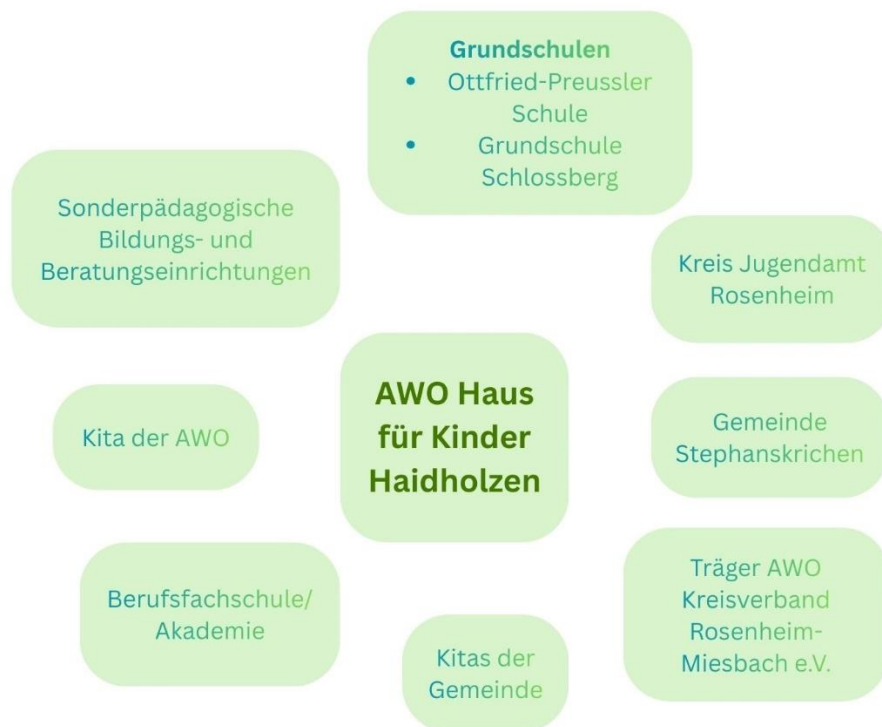 Grundschulen
• Ottfried-Preussler
Schule
• Grundschule
Schlossberg
Sonderpädagogische
Bildungs- und
Beratungseinrichtungen
Kreis Jugendamt
Rosenheim
AWO Haus
für Kinder
Haidholzen
Kita der AWO
Gemeinde
Stephanskrichen
Berufsfachschule/
Akademie
Träger AWO
Kreisverband
Rosenheim-
Miesbach e.V.
Kitas der
Gemeinde